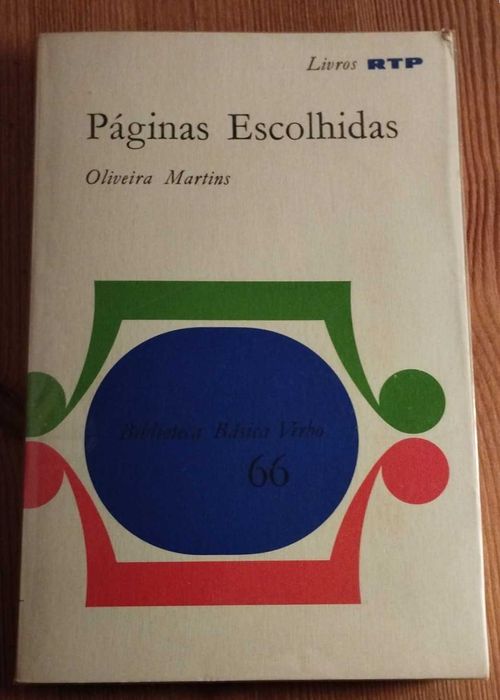 Livros RTP
Páginas Escolhidas
Oliveira Martins
Biblioteca Básica Verbo
66